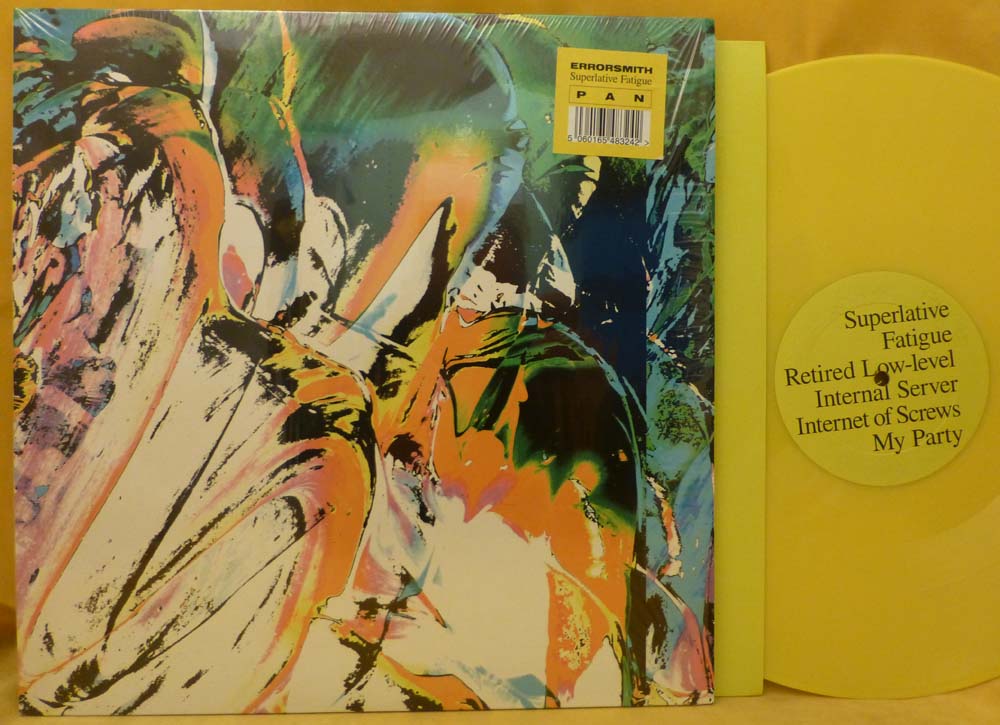 ERRORSMITH
Superlative Fatigue
P A N
5 060165 483242 >
Superlative
Fatigue
Retired Low-level
Internal Server
Internet of Screws
My Party